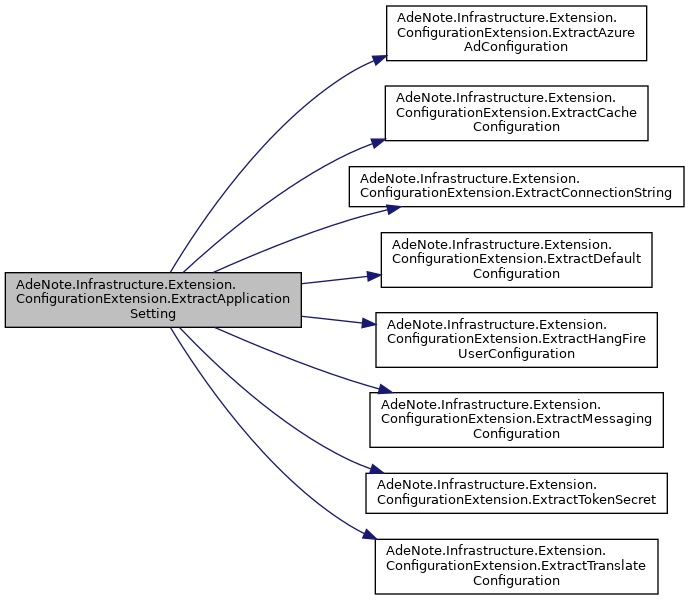 AdeNote.Infrastructure.Extension.
ConfigurationExtension.ExtractApplication
Setting
AdeNote.Infrastructure.Extension.
ConfigurationExtension.ExtractAzure
AdConfiguration
AdeNote.Infrastructure.Extension.
ConfigurationExtension.ExtractCache
Configuration
AdeNote.Infrastructure.Extension.
ConfigurationExtension.ExtractConnectionString
AdeNote.Infrastructure.Extension.
ConfigurationExtension.ExtractDefault
Configuration
AdeNote.Infrastructure.Extension.
ConfigurationExtension.ExtractHangFire
UserConfiguration
AdeNote.Infrastructure.Extension.
ConfigurationExtension.ExtractMessaging
Configuration
AdeNote.Infrastructure.Extension.
ConfigurationExtension.ExtractTokenSecret
AdeNote.Infrastructure.Extension.
ConfigurationExtension.ExtractTranslate
Configuration